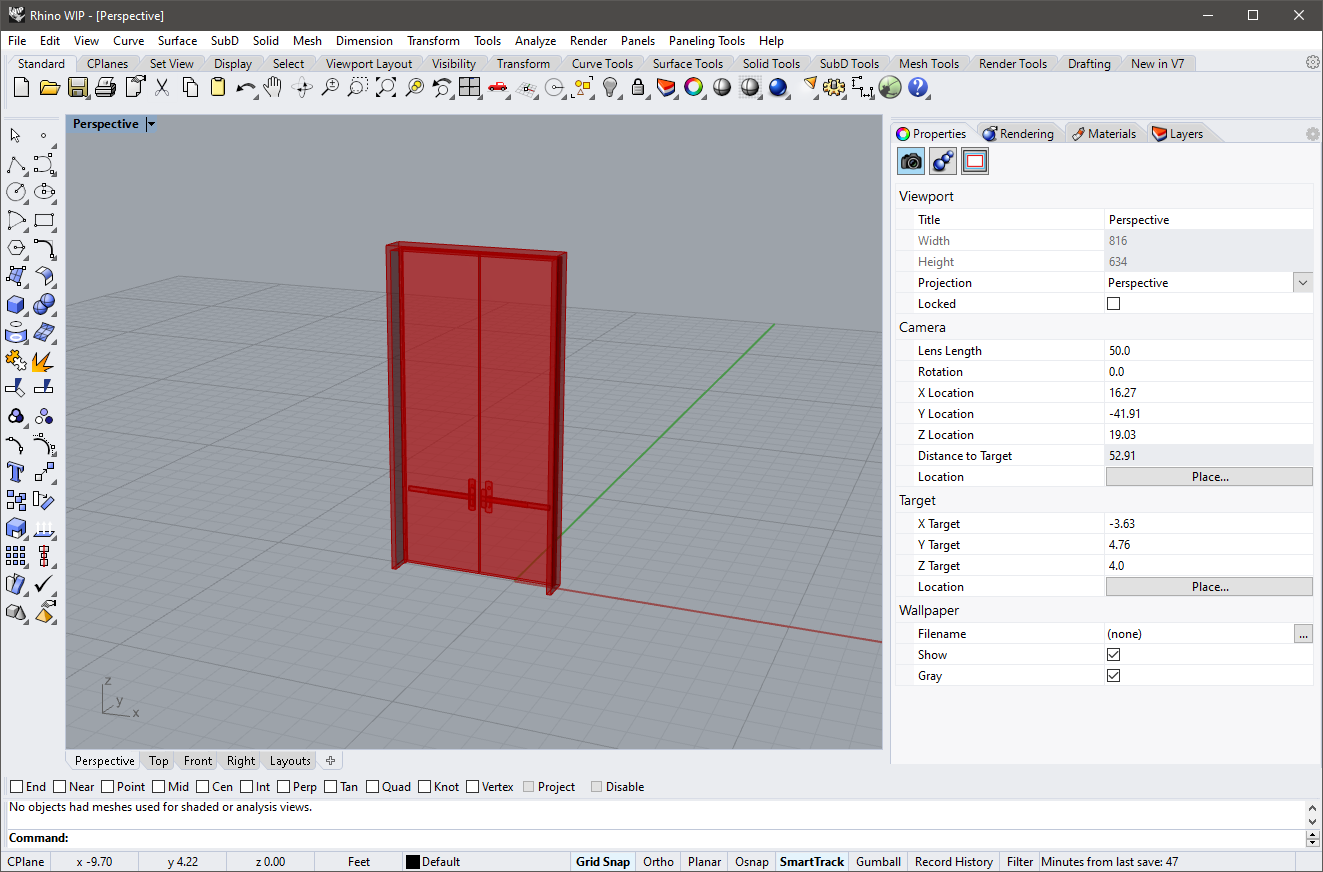 Rhino WIP - [Perspective]
File Edit View Curve Surface SubD Solid Mesh Dimension Transform Tools Analyze Render Panels Paneling Tools Help
Standard CPlanes Set View Display Select Viewport Layout Visibility Transform Curve Tools Surface Tools Solid Tools SubD Tools Mesh Tools Render Tools Drafting New in V7
Perspective
Properties Rendering Materials Layers
Viewport
Title Perspective
Width 816
Height 634
Projection Perspective
Locked
Camera
Lens Length 50.0
Rotation 0.0
X Location 16.27
Y Location -41.91
Z Location 19.03
Distance to Target 52.91
Location Place...
Target
X Target -3.63
Y Target 4.76
Z Target 4.0
Location Place...
Wallpaper
Filename (none) ...
Show
Gray
z
y
x
Perspective Top Front Right Layouts
End Near Point Mid Cen Int Perp Tan Quad Knot Vertex Project Disable
No objects had meshes used for shaded or analysis views.
Command:
CPlane x -9.70 y 4.22 z 0.00 Feet Default Grid Snap Ortho Planar Osnap SmartTrack Gumball Record History Filter Minutes from last save: 47